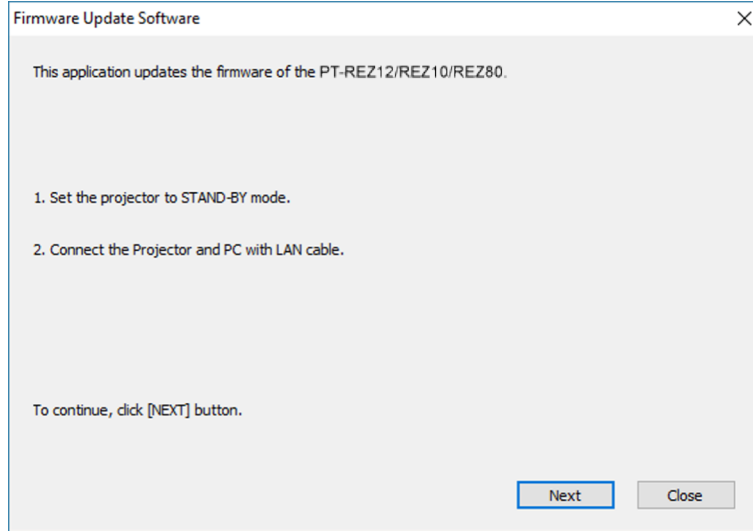 Firmware Update Software
This application updates the firmware of the PT-REZ12/REZ10/REZ80.
1. Set the projector to STAND-BY mode.
2. Connect the Projector and PC with LAN cable.
To continue, click [NEXT] button.
Next
Close